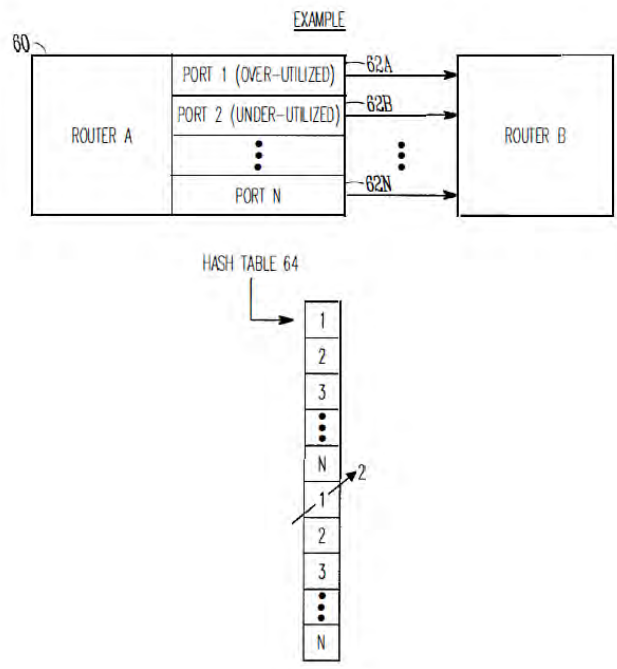 EXAMPLE
60
ROUTER A
PORT 1 (OVER-UTILIZED)
62A
PORT 2 (UNDER-UTILIZED)
62B
PORT N
62N
ROUTER B
HASH TABLE 64
1
2
3
N
1
2
2
3
N